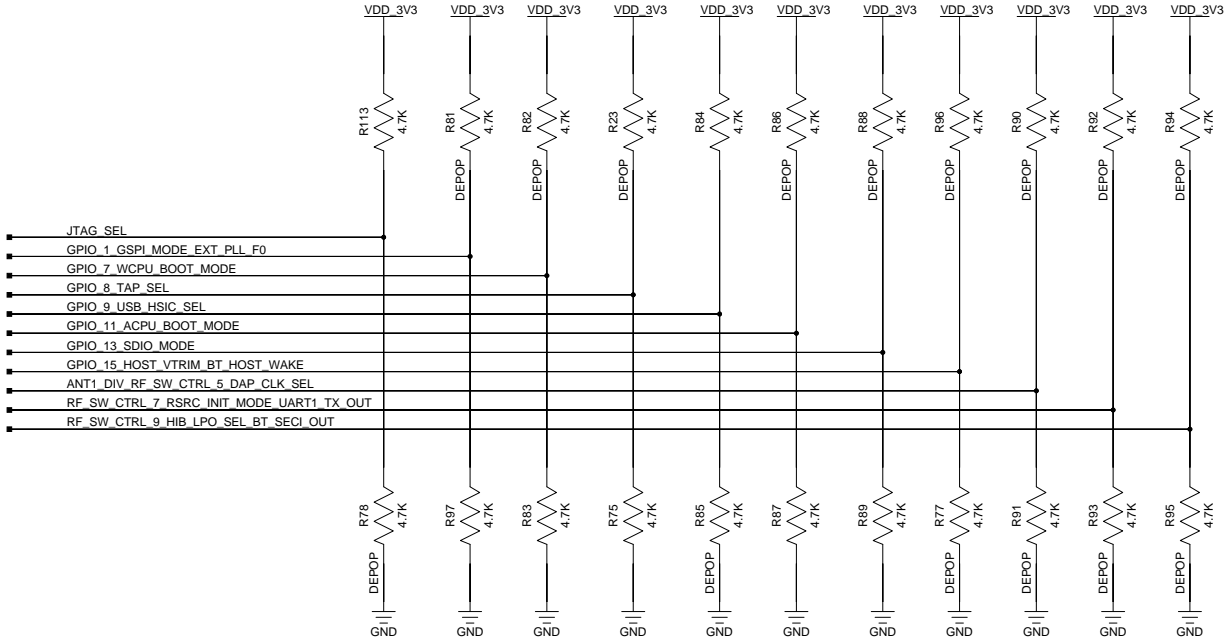 VDD_3V3 VDD_3V3 VDD_3V3 VDD_3V3 VDD_3V3 VDD_3V3 VDD_3V3 VDD_3V3 VDD_3V3 VDD_3V3 VDD_3V3
R113 4.7K R81 4.7K R82 4.7K R23 4.7K R84 4.7K R86 4.7K R88 4.7K R96 4.7K R90 4.7K R92 4.7K R94 4.7K
DEPOP DEPOP DEPOP DEPOP DEPOP DEPOP DEPOP DEPOP DEPOP
JTAG_SEL
GPIO_1_GSPI_MODE_EXT_PLL_F0
GPIO_7_WCPU_BOOT_MODE
GPIO_8_TAP_SEL
GPIO_9_USB_HSIC_SEL
GPIO_11_ACPU_BOOT_MODE
GPIO_13_SDIO_MODE
GPIO_15_HOST_VTRIM_BT_HOST_WAKE
ANT1_DIV_RF_SW_CTRL_5_DAP_CLK_SEL
RF_SW_CTRL_7_RSRC_INIT_MODE_UART1_TX_OUT
RF_SW_CTRL_9_HIB_LPO_SEL_BT_SECI_OUT
R78 4.7K R97 4.7K R83 4.7K R75 4.7K R85 4.7K R87 4.7K R89 4.7K R77 4.7K R91 4.7K R93 4.7K R95 4.7K
DEPOP DEPOP DEPOP DEPOP
GND GND GND GND GND GND GND GND GND GND GND